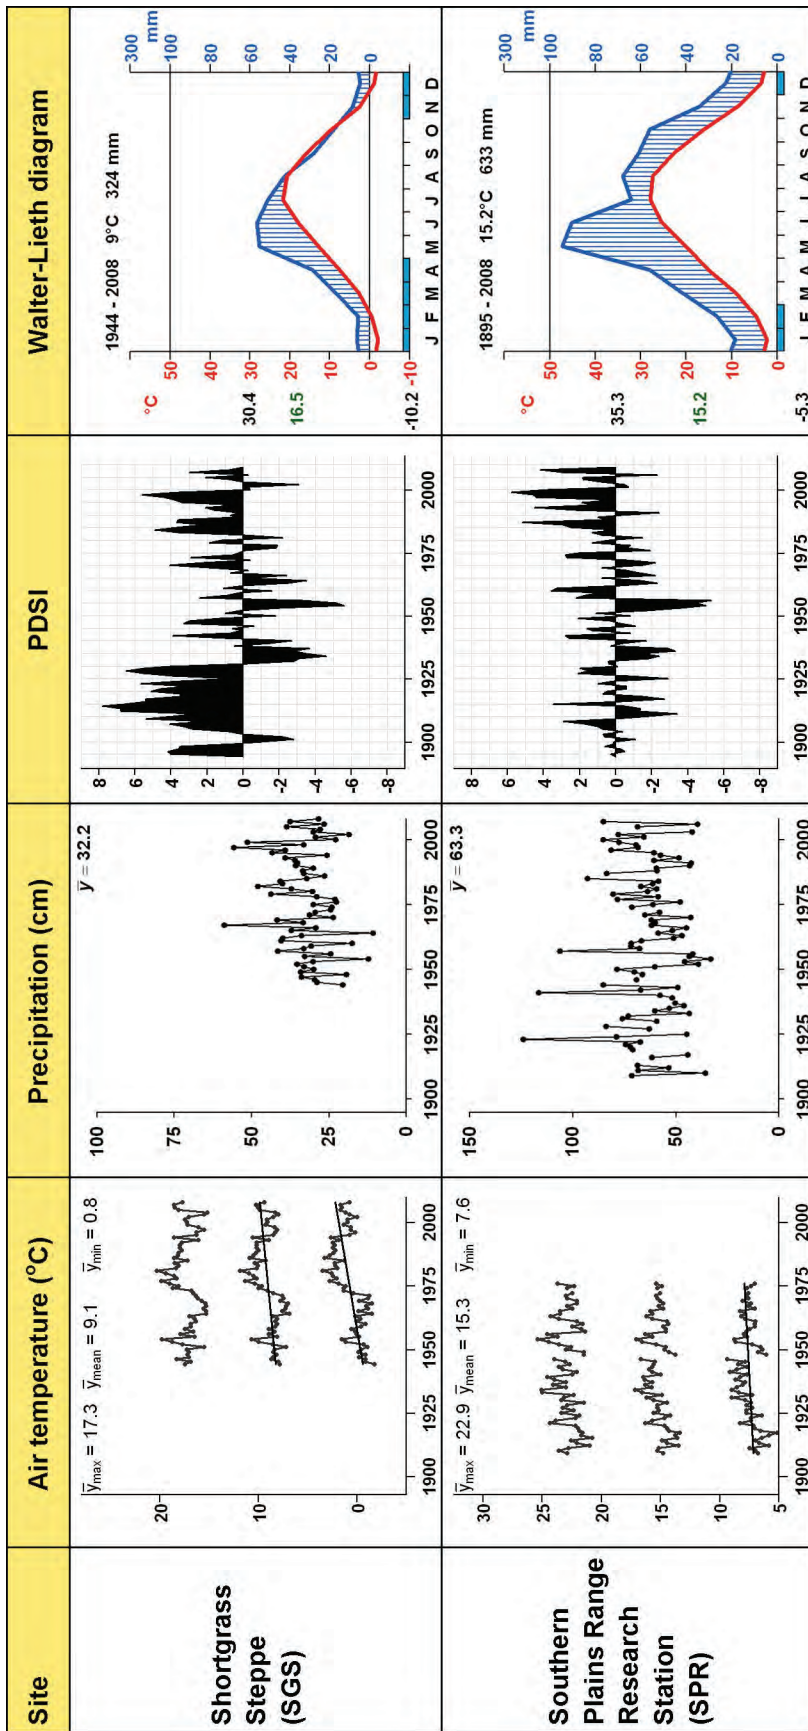 Site
Air temperature (°C)
Precipitation (cm)
PDSI
Walter-Lieth diagram
Shortgrass
Steppe
(SGS)
ȳmax = 17.3 ȳmean = 9.1 ȳmin = 0.8
20
10
0
1900 1925 1950 1975 2000
ȳ = 32.2
100
75
50
25
0
1900 1925 1950 1975 2000
8
6
4
2
0
-2
-4
-6
-8
1900 1925 1950 1975 2000
1944 - 2008 9°C 324 mm
°C
mm
50
40
30
20
10
0
-10
100
80
60
40
20
0
30.4
16.5
-10.2
J F M A M J J A S O N D
Southern
Plains Range
Research
Station
(SPR)
ȳmax = 22.9 ȳmean = 15.3 ȳmin = 7.6
30
25
20
15
10
5
1900 1925 1950 1975 2000
ȳ = 63.3
150
100
50
0
1900 1925 1950 1975 2000
8
6
4
2
0
-2
-4
-6
-8
1900 1925 1950 1975 2000
1895 - 2008 15.2°C 633 mm
°C
mm
50
40
30
20
10
0
300
100
80
60
40
20
0
35.3
15.2
-5.3
J F M A M J J A S O N D